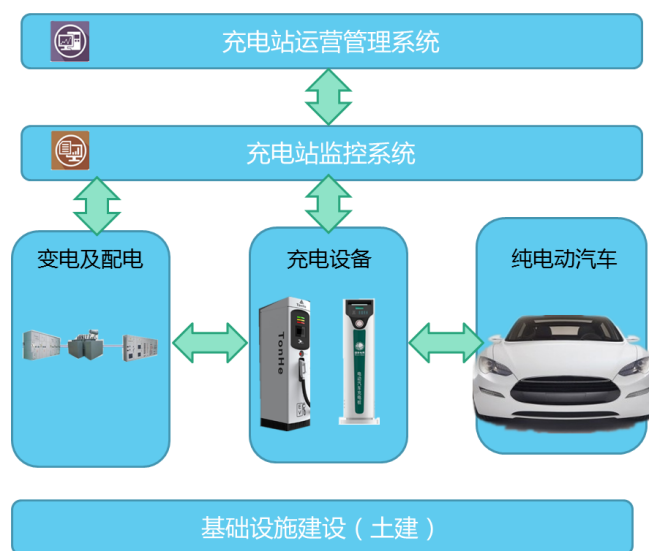 充电站运营管理系统
充电站监控系统
变电及配电
充电设备
纯电动汽车
TonHe
基础设施建设（土建）